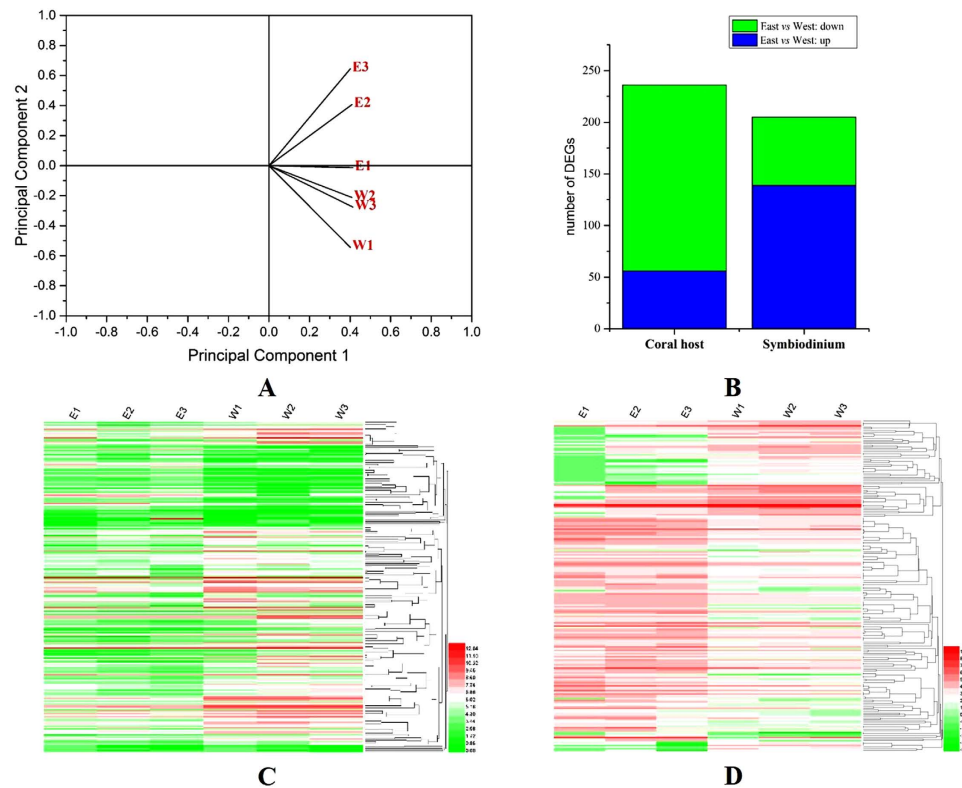 1.0
0.8
0.6
0.4
0.2
0.0
-0.2
-0.4
-0.6
-0.8
-1.0
Principal Component 2
E3
E2
E1
W2
W3
W1
-1.0 -0.8 -0.6 -0.4 -0.2 0.0 0.2 0.4 0.6 0.8 1.0
Principal Component 1
A
East vs West: down
East vs West: up
250
200
150
100
50
0
number of DEGs
Coral host Symbiodinium
B
E1 E2 E3 W1 W2 W3
C
E1 E2 E3 W1 W2 W3
D